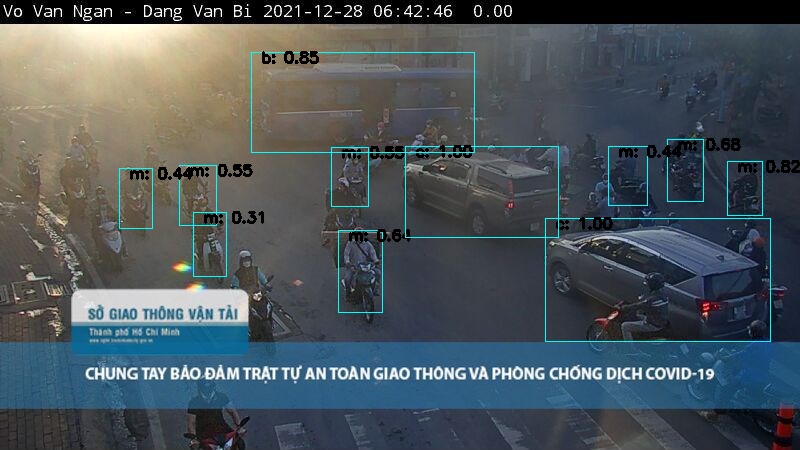 Vo Van Ngan - Dang Van Bi 2021-12-28 06:42:46 0.00
b: 0.85
m: 0.55
c: 1.00
m: 0.44
m: 0.68
m: 0.82
m: 0.44
m: 0.55
m: 0.31
c: 1.00
m: 0.64
SỞ GIAO THÔNG VẬN TẢI
Thành phố Hồ Chí Minh
CHUNG TAY BẢO ĐẢM TRẬT TỰ AN TOÀN GIAO THÔNG VÀ PHÒNG CHỐNG DỊCH COVID-19